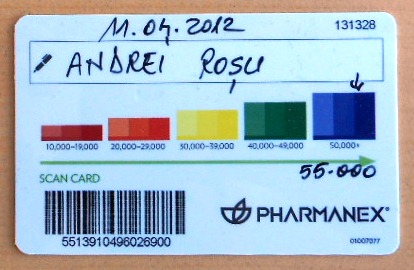 11.04.2012
131328
ANDREI ROȘU
10,000–19,000 20,000–29,000 30,000–39,000 40,000–49,000 50,000+
55.000
SCAN CARD
5513910496026900
PHARMANEX®
01007077